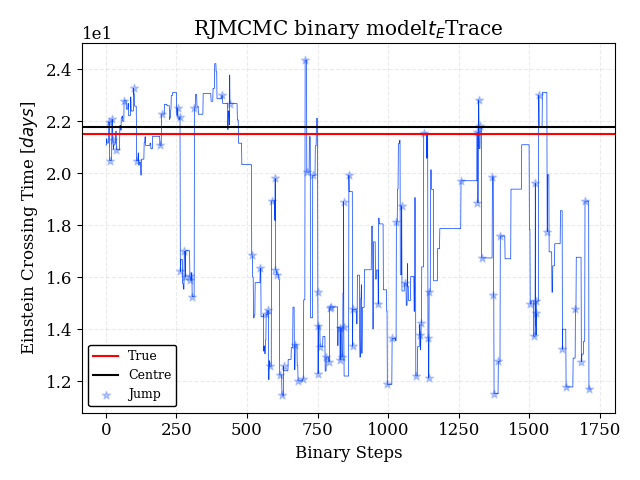 RJMCMC binary modelt_ETrace
1e1
2.4
2.2
2.0
1.8
1.6
1.4
1.2
Einstein Crossing Time [days]
True
Centre
Jump
0 250 500 750 1000 1250 1500 1750
Binary Steps